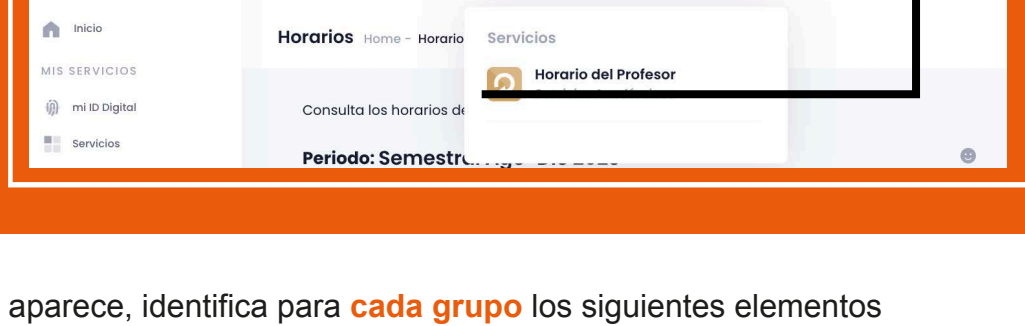 Inicio
Horarios Home - Horario
Servicios
MIS SERVICIOS
Horario del Profesor
mi ID Digital
Consulta los horarios de
Servicios
Periodo: Semestra
aparece, identifica para cada grupo los siguientes elementos